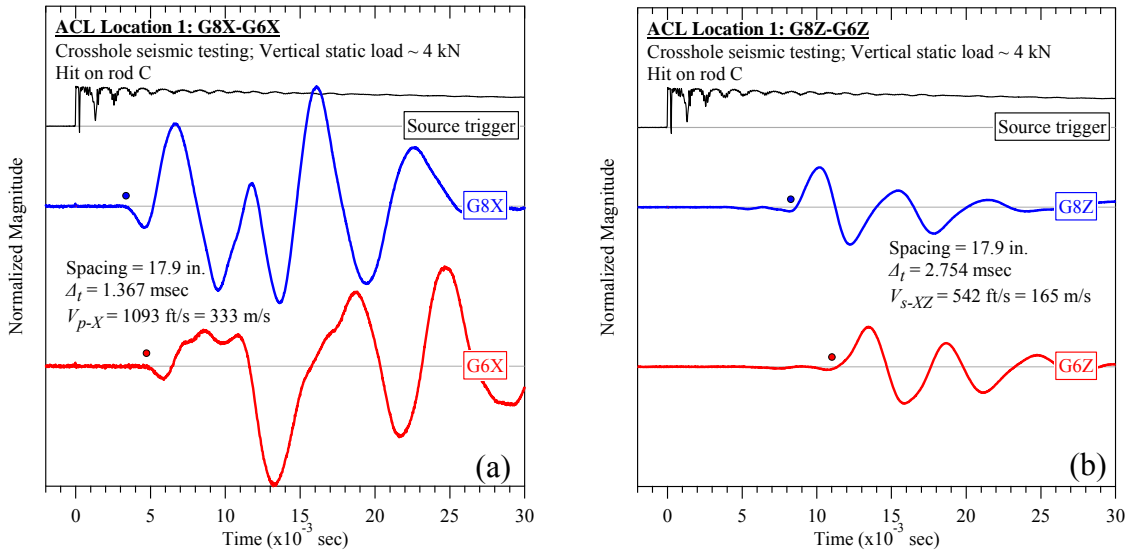 ACL Location 1: G8X-G6X
Crosshole seismic testing; Vertical static load ~ 4 kN
Hit on rod C
Source trigger
G8X
Spacing = 17.9 in.
Δt = 1.367 msec
Vp-X = 1093 ft/s = 333 m/s
G6X
(a)
Normalized Magnitude
0 5 10 15 20 25 30
Time (x10-3 sec)
ACL Location 1: G8Z-G6Z
Crosshole seismic testing; Vertical static load ~ 4 kN
Hit on rod C
Source trigger
G8Z
Spacing = 17.9 in.
Δt = 2.754 msec
Vs-XZ = 542 ft/s = 165 m/s
G6Z
(b)
Normalized Magnitude
0 5 10 15 20 25 30
Time (x10-3 sec)